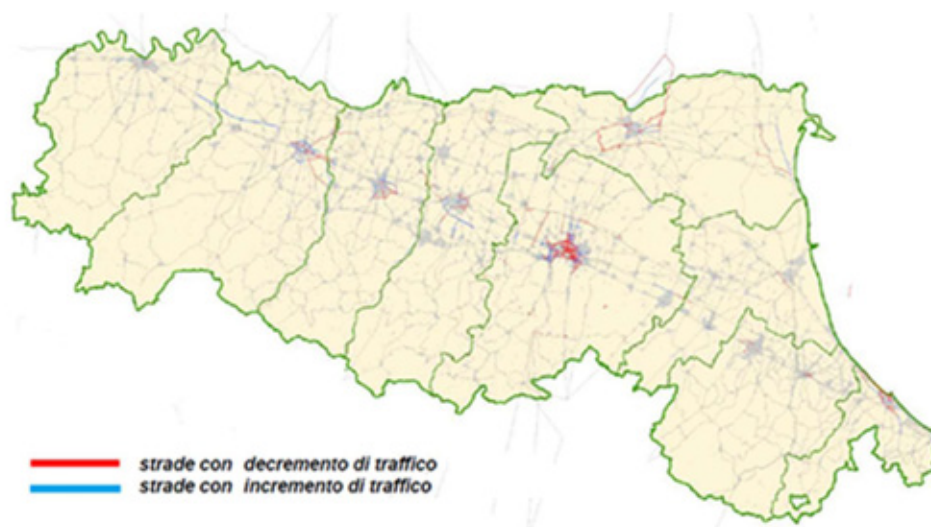 strade con decremento di traffico
strade con incremento di traffico